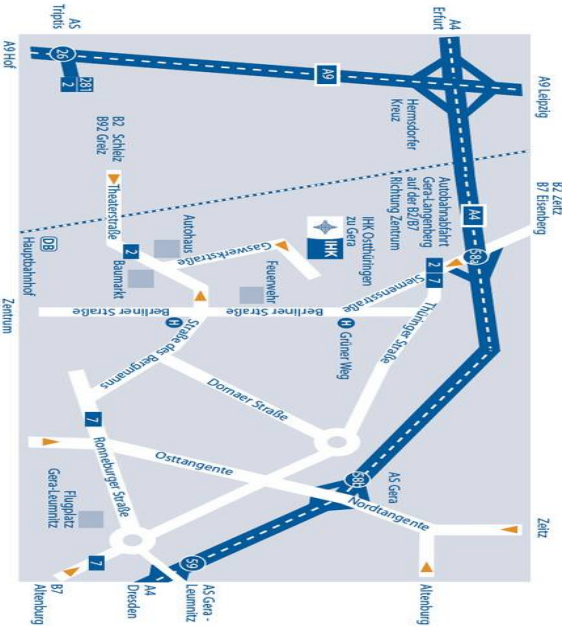 Zeitz
Altenburg
AS Gera -
Leumnitz
A4
Dresden
B7
Altenburg
B2 Zeitz
B7 Eisenberg
A9 Leipzig
A4
Erfurt
Hermsdorfer
Kreuz
A9
A4
58a
Autobahnabfahrt
Gera-Langenberg
auf der B2/B7
Richtung Zentrum
2
7
Siemensstraße
Thüringer Straße
AS Gera
58b
Nordtangente
Osttangente
59
IHK
IHK Ostthüringen
zu Gera
H
Grüner Weg
Feuerwehr
Berliner Straße
Gaswerkstraße
Dornaer Straße
Autohaus
Baumarkt
2
Theaterstraße
B2 Schleiz
B92 Greiz
H
Berliner Straße
Straße des Bergmanns
7
Ronneburger Straße
Flugplatz
Gera-Leumnitz
7
AS
Triptis
26
281
2
A9 Hof
DB
Hauptbahnhof
Zentrum